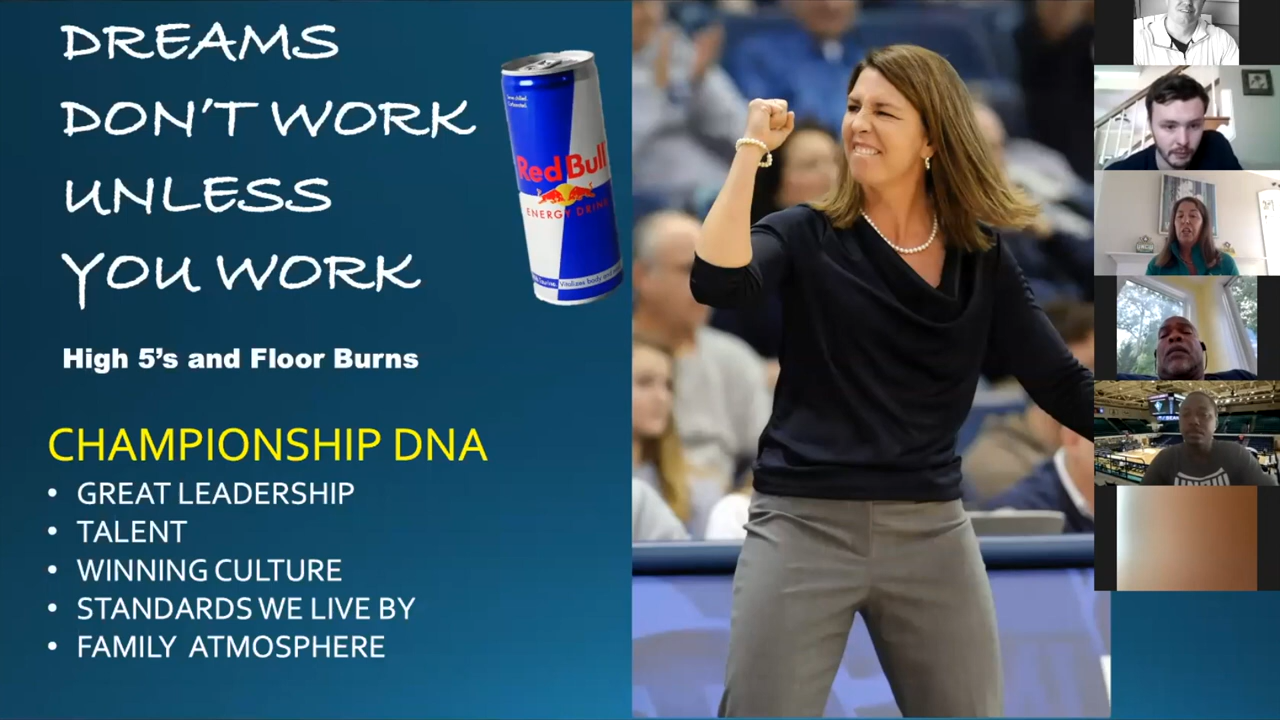 DREAMS
DON'T WORK
UNLESS
YOU WORK
Red Bull
ENERGY DRINK
High 5's and Floor Burns
CHAMPIONSHIP DNA
• GREAT LEADERSHIP
• TALENT
• WINNING CULTURE
• STANDARDS WE LIVE BY
• FAMILY ATMOSPHERE
UNCW